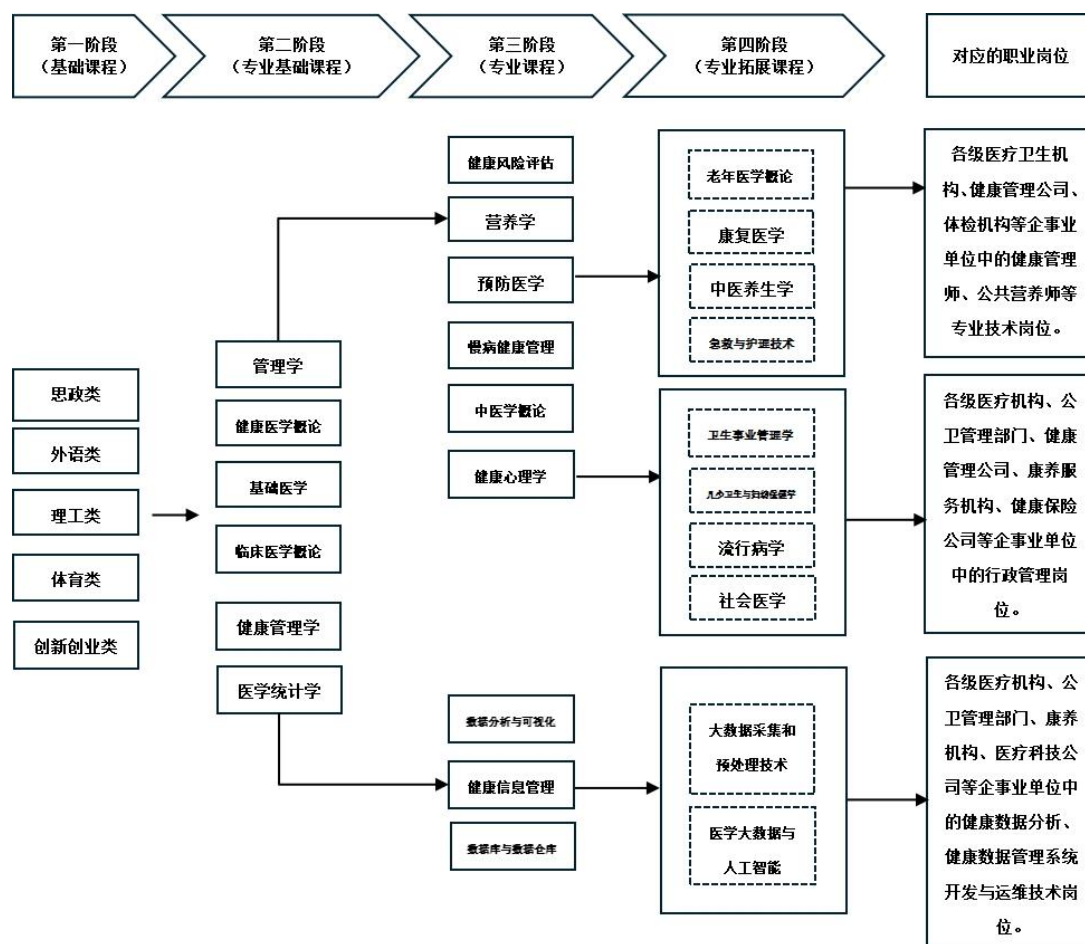 第一阶段
（基础课程）
第二阶段
（专业基础课程）
第三阶段
（专业课程）
第四阶段
（专业拓展课程）
对应的职业岗位
思政类
外语类
理工类
体育类
创新创业类
管理学
健康医学概论
基础医学
临床医学概论
健康管理学
医学统计学
健康风险评估
营养学
预防医学
慢病健康管理
中医学概论
健康心理学
数据分析与可视化
健康信息管理
数据库与数据仓库
老年医学概论
康复医学
中医养生学
急救与护理技术
卫生事业管理学
儿少卫生与妇幼保健学
流行病学
社会医学
大数据采集和
预处理技术
医学大数据与
人工智能
各级医疗卫生机
构、健康管理公司、
体检机构等企事业
单位中的健康管理
师、公共营养师等
专业技术岗位。
各级医疗机构、公
卫管理部门、健康
管理公司、康养服
务机构、健康保险
公司等企事业单位
中的行政管理岗
位。
各级医疗机构、公
卫管理部门、康养
机构、医疗科技公
司等企事业单位中
的健康数据分析、
健康数据管理系统
开发与运维技术岗
位。